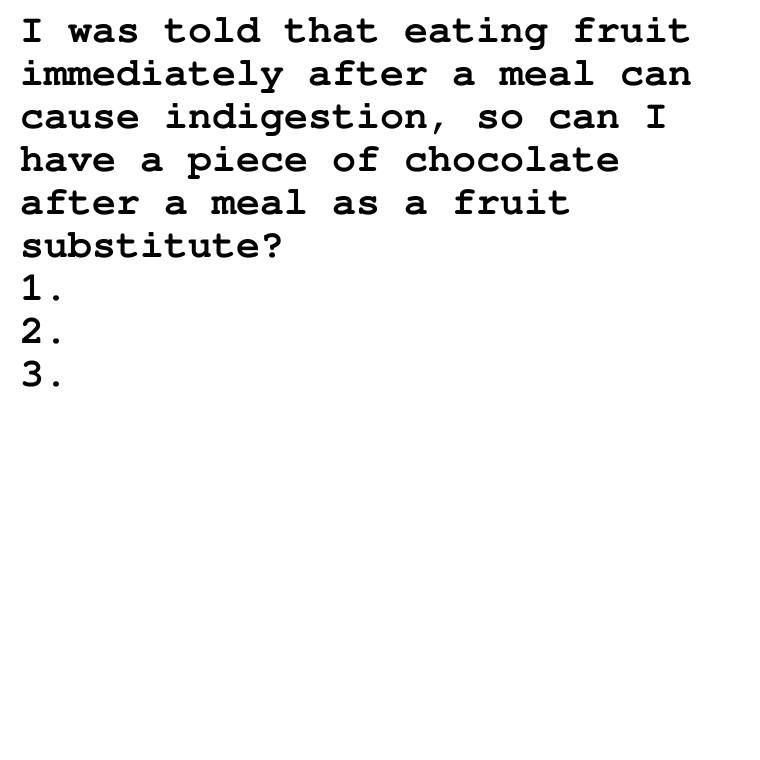 I was told that eating fruit
immediately after a meal can
cause indigestion, so can I
have a piece of chocolate
after a meal as a fruit
substitute?
1.
2.
3.